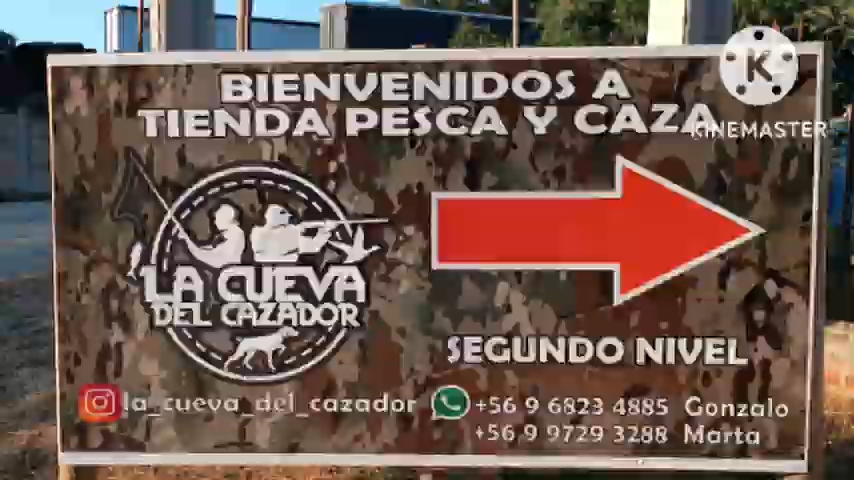 BIENVENIDOS A
TIENDA PESCA Y CAZA
K
KINEMASTER
LA CUEVA
DEL CAZADOR
SEGUNDO NIVEL
la_cueva_del_cazador
+56 9 6823 4885 Gonzalo
+56 9 9729 3288 Marta